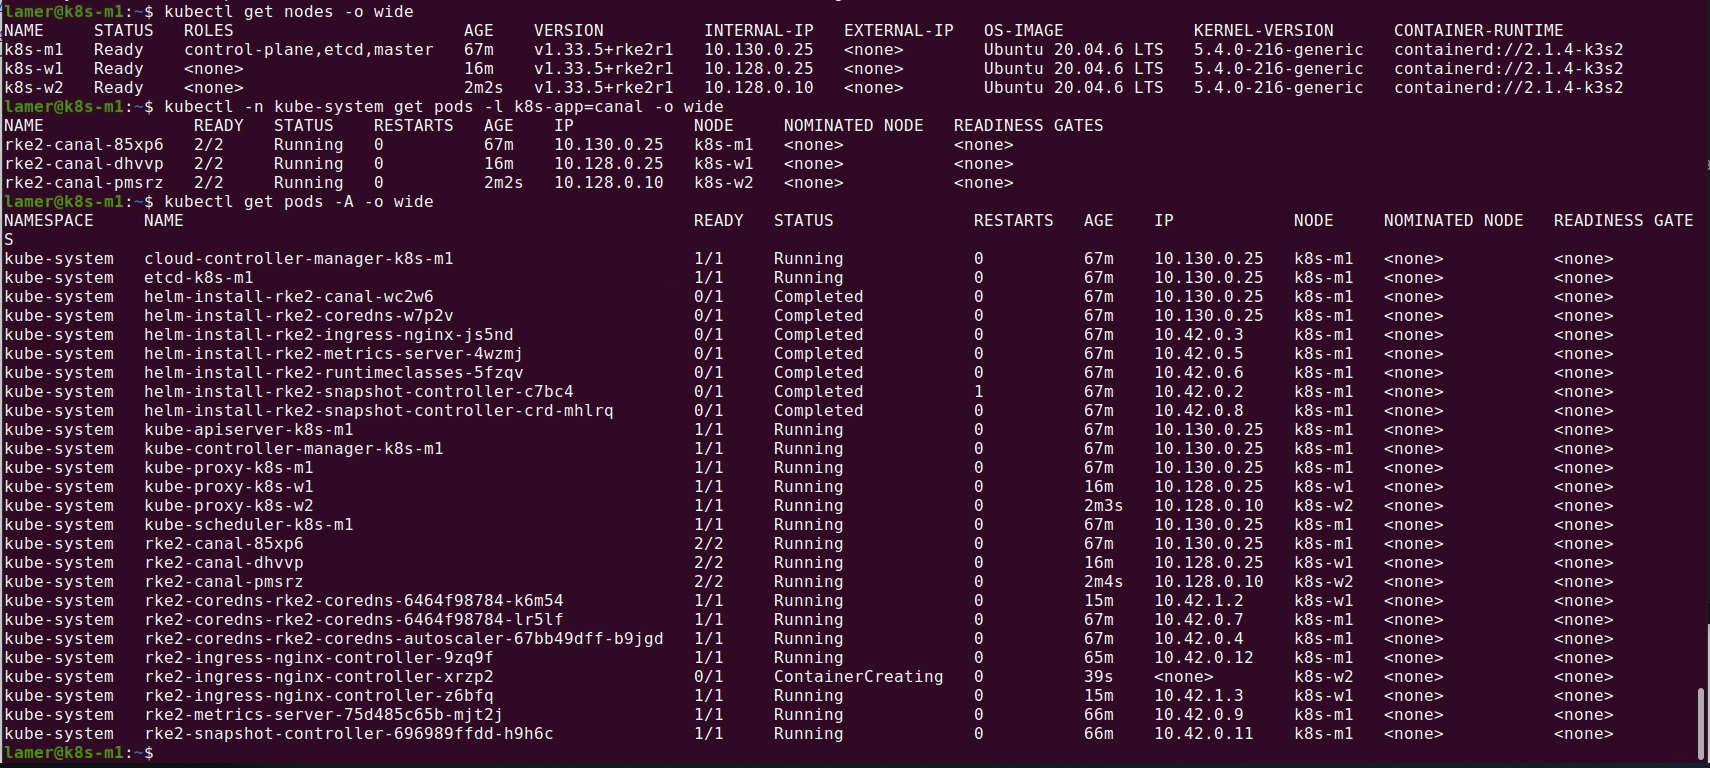 lamer@k8s-m1:~$ kubectl get nodes -o wide
NAME     STATUS   ROLES                       AGE    VERSION          INTERNAL-IP   EXTERNAL-IP   OS-IMAGE             KERNEL-VERSION      CONTAINER-RUNTIME
k8s-m1   Ready    control-plane,etcd,master   67m    v1.33.5+rke2r1   10.130.0.25   <none>        Ubuntu 20.04.6 LTS   5.4.0-216-generic   containerd://2.1.4-k3s2
k8s-w1   Ready    <none>                      16m    v1.33.5+rke2r1   10.128.0.25   <none>        Ubuntu 20.04.6 LTS   5.4.0-216-generic   containerd://2.1.4-k3s2
k8s-w2   Ready    <none>                      2m2s   v1.33.5+rke2r1   10.128.0.10   <none>        Ubuntu 20.04.6 LTS   5.4.0-216-generic   containerd://2.1.4-k3s2
lamer@k8s-m1:~$ kubectl -n kube-system get pods -l k8s-app=canal -o wide
NAME               READY   STATUS    RESTARTS   AGE    IP            NODE     NOMINATED NODE   READINESS GATES
rke2-canal-85xp6   2/2     Running   0          67m    10.130.0.25   k8s-m1   <none>           <none>
rke2-canal-dhvvp   2/2     Running   0          16m    10.128.0.25   k8s-w1   <none>           <none>
rke2-canal-pmsrz   2/2     Running   0          2m2s   10.128.0.10   k8s-w2   <none>           <none>
lamer@k8s-m1:~$ kubectl get pods -A -o wide
NAMESPACE     NAME                                                   READY   STATUS              RESTARTS   AGE    IP            NODE     NOMINATED NODE   READINESS GATE
S
kube-system   cloud-controller-manager-k8s-m1                        1/1     Running             0          67m    10.130.0.25   k8s-m1   <none>           <none>
kube-system   etcd-k8s-m1                                            1/1     Running             0          67m    10.130.0.25   k8s-m1   <none>           <none>
kube-system   helm-install-rke2-canal-wc2w6                          0/1     Completed           0          67m    10.130.0.25   k8s-m1   <none>           <none>
kube-system   helm-install-rke2-coredns-w7p2v                        0/1     Completed           0          67m    10.130.0.25   k8s-m1   <none>           <none>
kube-system   helm-install-rke2-ingress-nginx-js5nd                  0/1     Completed           0          67m    10.42.0.3     k8s-m1   <none>           <none>
kube-system   helm-install-rke2-metrics-server-4wzmj                 0/1     Completed           0          67m    10.42.0.5     k8s-m1   <none>           <none>
kube-system   helm-install-rke2-runtimeclasses-5fzqv                 0/1     Completed           0          67m    10.42.0.6     k8s-m1   <none>           <none>
kube-system   helm-install-rke2-snapshot-controller-c7bc4            0/1     Completed           1          67m    10.42.0.2     k8s-m1   <none>           <none>
kube-system   helm-install-rke2-snapshot-controller-crd-mhlrq        0/1     Completed           0          67m    10.42.0.8     k8s-m1   <none>           <none>
kube-system   kube-apiserver-k8s-m1                                  1/1     Running             0          67m    10.130.0.25   k8s-m1   <none>           <none>
kube-system   kube-controller-manager-k8s-m1                         1/1     Running             0          67m    10.130.0.25   k8s-m1   <none>           <none>
kube-system   kube-proxy-k8s-m1                                      1/1     Running             0          67m    10.130.0.25   k8s-m1   <none>           <none>
kube-system   kube-proxy-k8s-w1                                      1/1     Running             0          16m    10.128.0.25   k8s-w1   <none>           <none>
kube-system   kube-proxy-k8s-w2                                      1/1     Running             0          2m3s   10.128.0.10   k8s-w2   <none>           <none>
kube-system   kube-scheduler-k8s-m1                                  1/1     Running             0          67m    10.130.0.25   k8s-m1   <none>           <none>
kube-system   rke2-canal-85xp6                                       2/2     Running             0          67m    10.130.0.25   k8s-m1   <none>           <none>
kube-system   rke2-canal-dhvvp                                       2/2     Running             0          16m    10.128.0.25   k8s-w1   <none>           <none>
kube-system   rke2-canal-pmsrz                                       2/2     Running             0          2m4s   10.128.0.10   k8s-w2   <none>           <none>
kube-system   rke2-coredns-rke2-coredns-6464f98784-k6m54             1/1     Running             0          15m    10.42.1.2     k8s-w1   <none>           <none>
kube-system   rke2-coredns-rke2-coredns-6464f98784-lr5lf             1/1     Running             0          67m    10.42.0.7     k8s-m1   <none>           <none>
kube-system   rke2-coredns-rke2-coredns-autoscaler-67bb49dff-b9jgd   1/1     Running             0          67m    10.42.0.4     k8s-m1   <none>           <none>
kube-system   rke2-ingress-nginx-controller-9zq9f                    1/1     Running             0          65m    10.42.0.12    k8s-m1   <none>           <none>
kube-system   rke2-ingress-nginx-controller-xrzp2                    0/1     ContainerCreating   0          39s    <none>        k8s-w2   <none>           <none>
kube-system   rke2-ingress-nginx-controller-z6bfq                    1/1     Running             0          15m    10.42.1.3     k8s-w1   <none>           <none>
kube-system   rke2-metrics-server-75d485c65b-mjt2j                   1/1     Running             0          66m    10.42.0.9     k8s-m1   <none>           <none>
kube-system   rke2-snapshot-controller-696989ffdd-h9h6c              1/1     Running             0          66m    10.42.0.11    k8s-m1   <none>           <none>
lamer@k8s-m1:~$